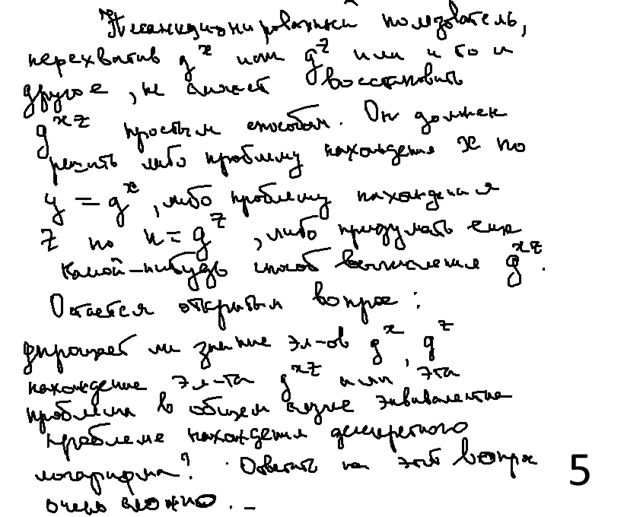 Несанкционированный пользователь,
перехватив g^x или g^z или и то и
другое, не сможет восстановить
g^xz простым способом. Он должен
решить либо проблему нахождения x по
y = g^x, либо проблему нахождения
z по u = g^z, либо придумать еще
какой-нибудь способ вычисления g^xz.
Остается открытым вопрос:
упрощает ли знание эл-ов g^x, g^z
нахождение эл-та g^xz или эта
проблема в общем случае эквивалентна
проблеме нахождения дискретного
логарифма? Ответить на этот вопрос 5
очень сложно. –